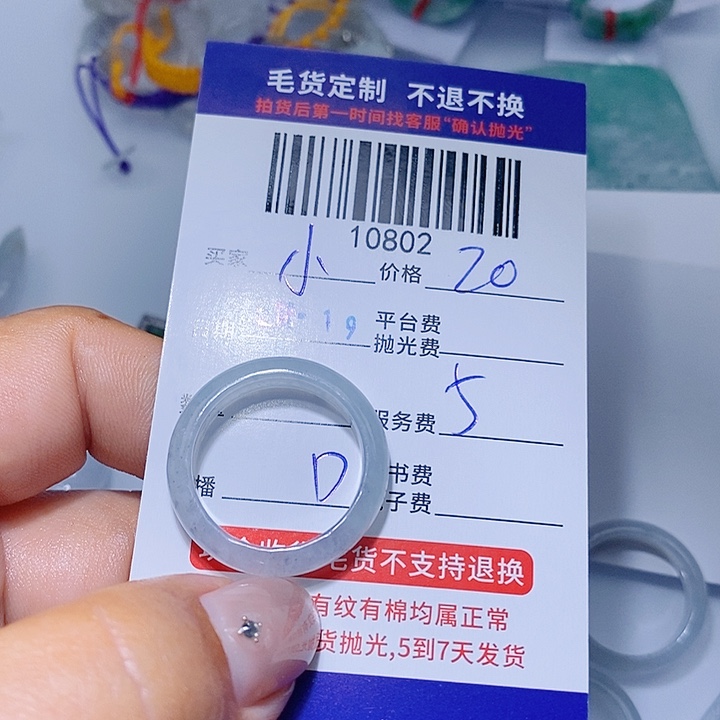 毛货定制 不退不换
拍货后第一时间找客服“确认抛光”
10802
买家 小 价格 20
日期 19 平台费
抛光费
服务费 5
播 D 书费
子费
毛货不支持退换
有纹有棉均属正常
货抛光,5到7天发货